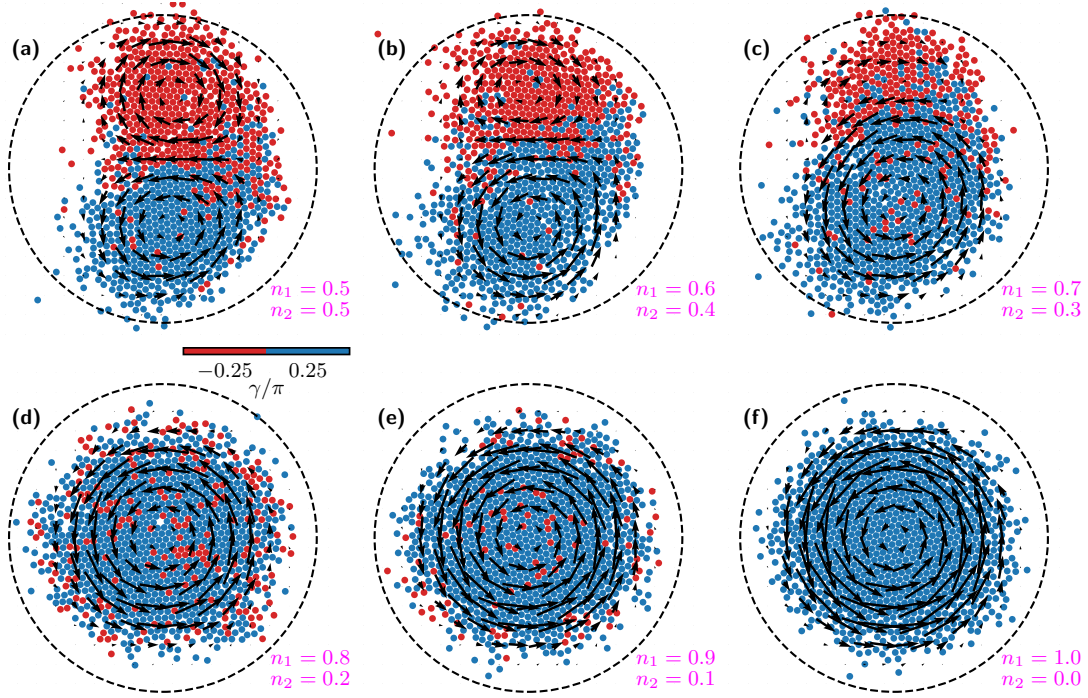 (a)
(b)
(c)
n₁ = 0.5
n₂ = 0.5
n₁ = 0.6
n₂ = 0.4
n₁ = 0.7
n₂ = 0.3
−0.25 0.25
γ/π
(d)
(e)
(f)
n₁ = 0.8
n₂ = 0.2
n₁ = 0.9
n₂ = 0.1
n₁ = 1.0
n₂ = 0.0